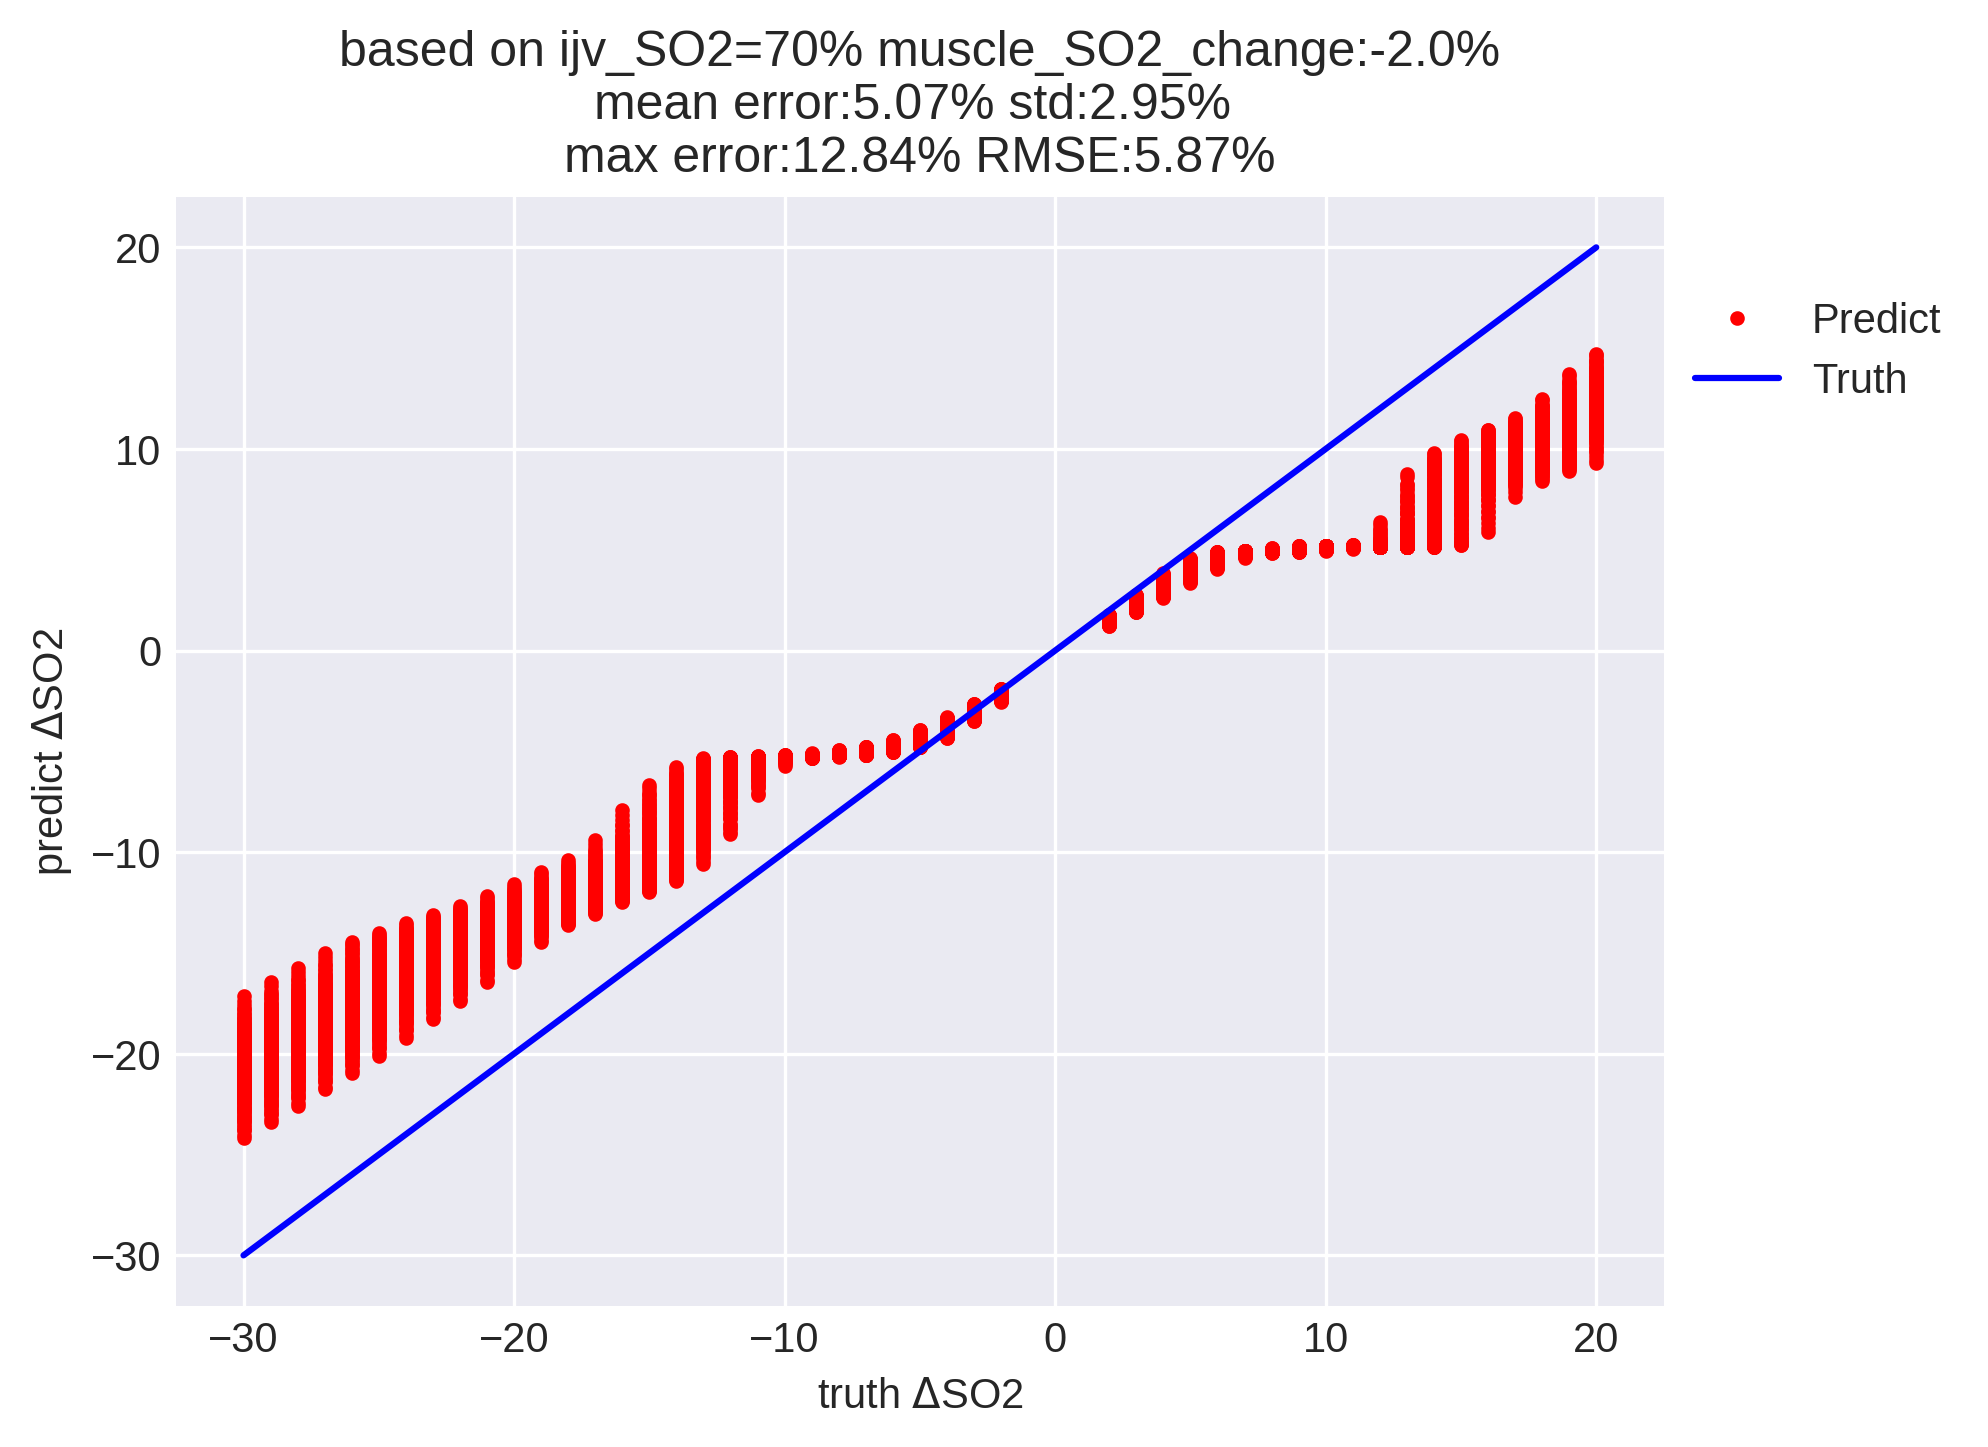 based on ijv_SO2=70% muscle_SO2_change:-2.0%
mean error:5.07% std:2.95%
max error:12.84% RMSE:5.87%
20
10
0
−10
−20
−30
predict ΔSO2
−30
−20
−10
0
10
20
truth ΔSO2
Predict
Truth